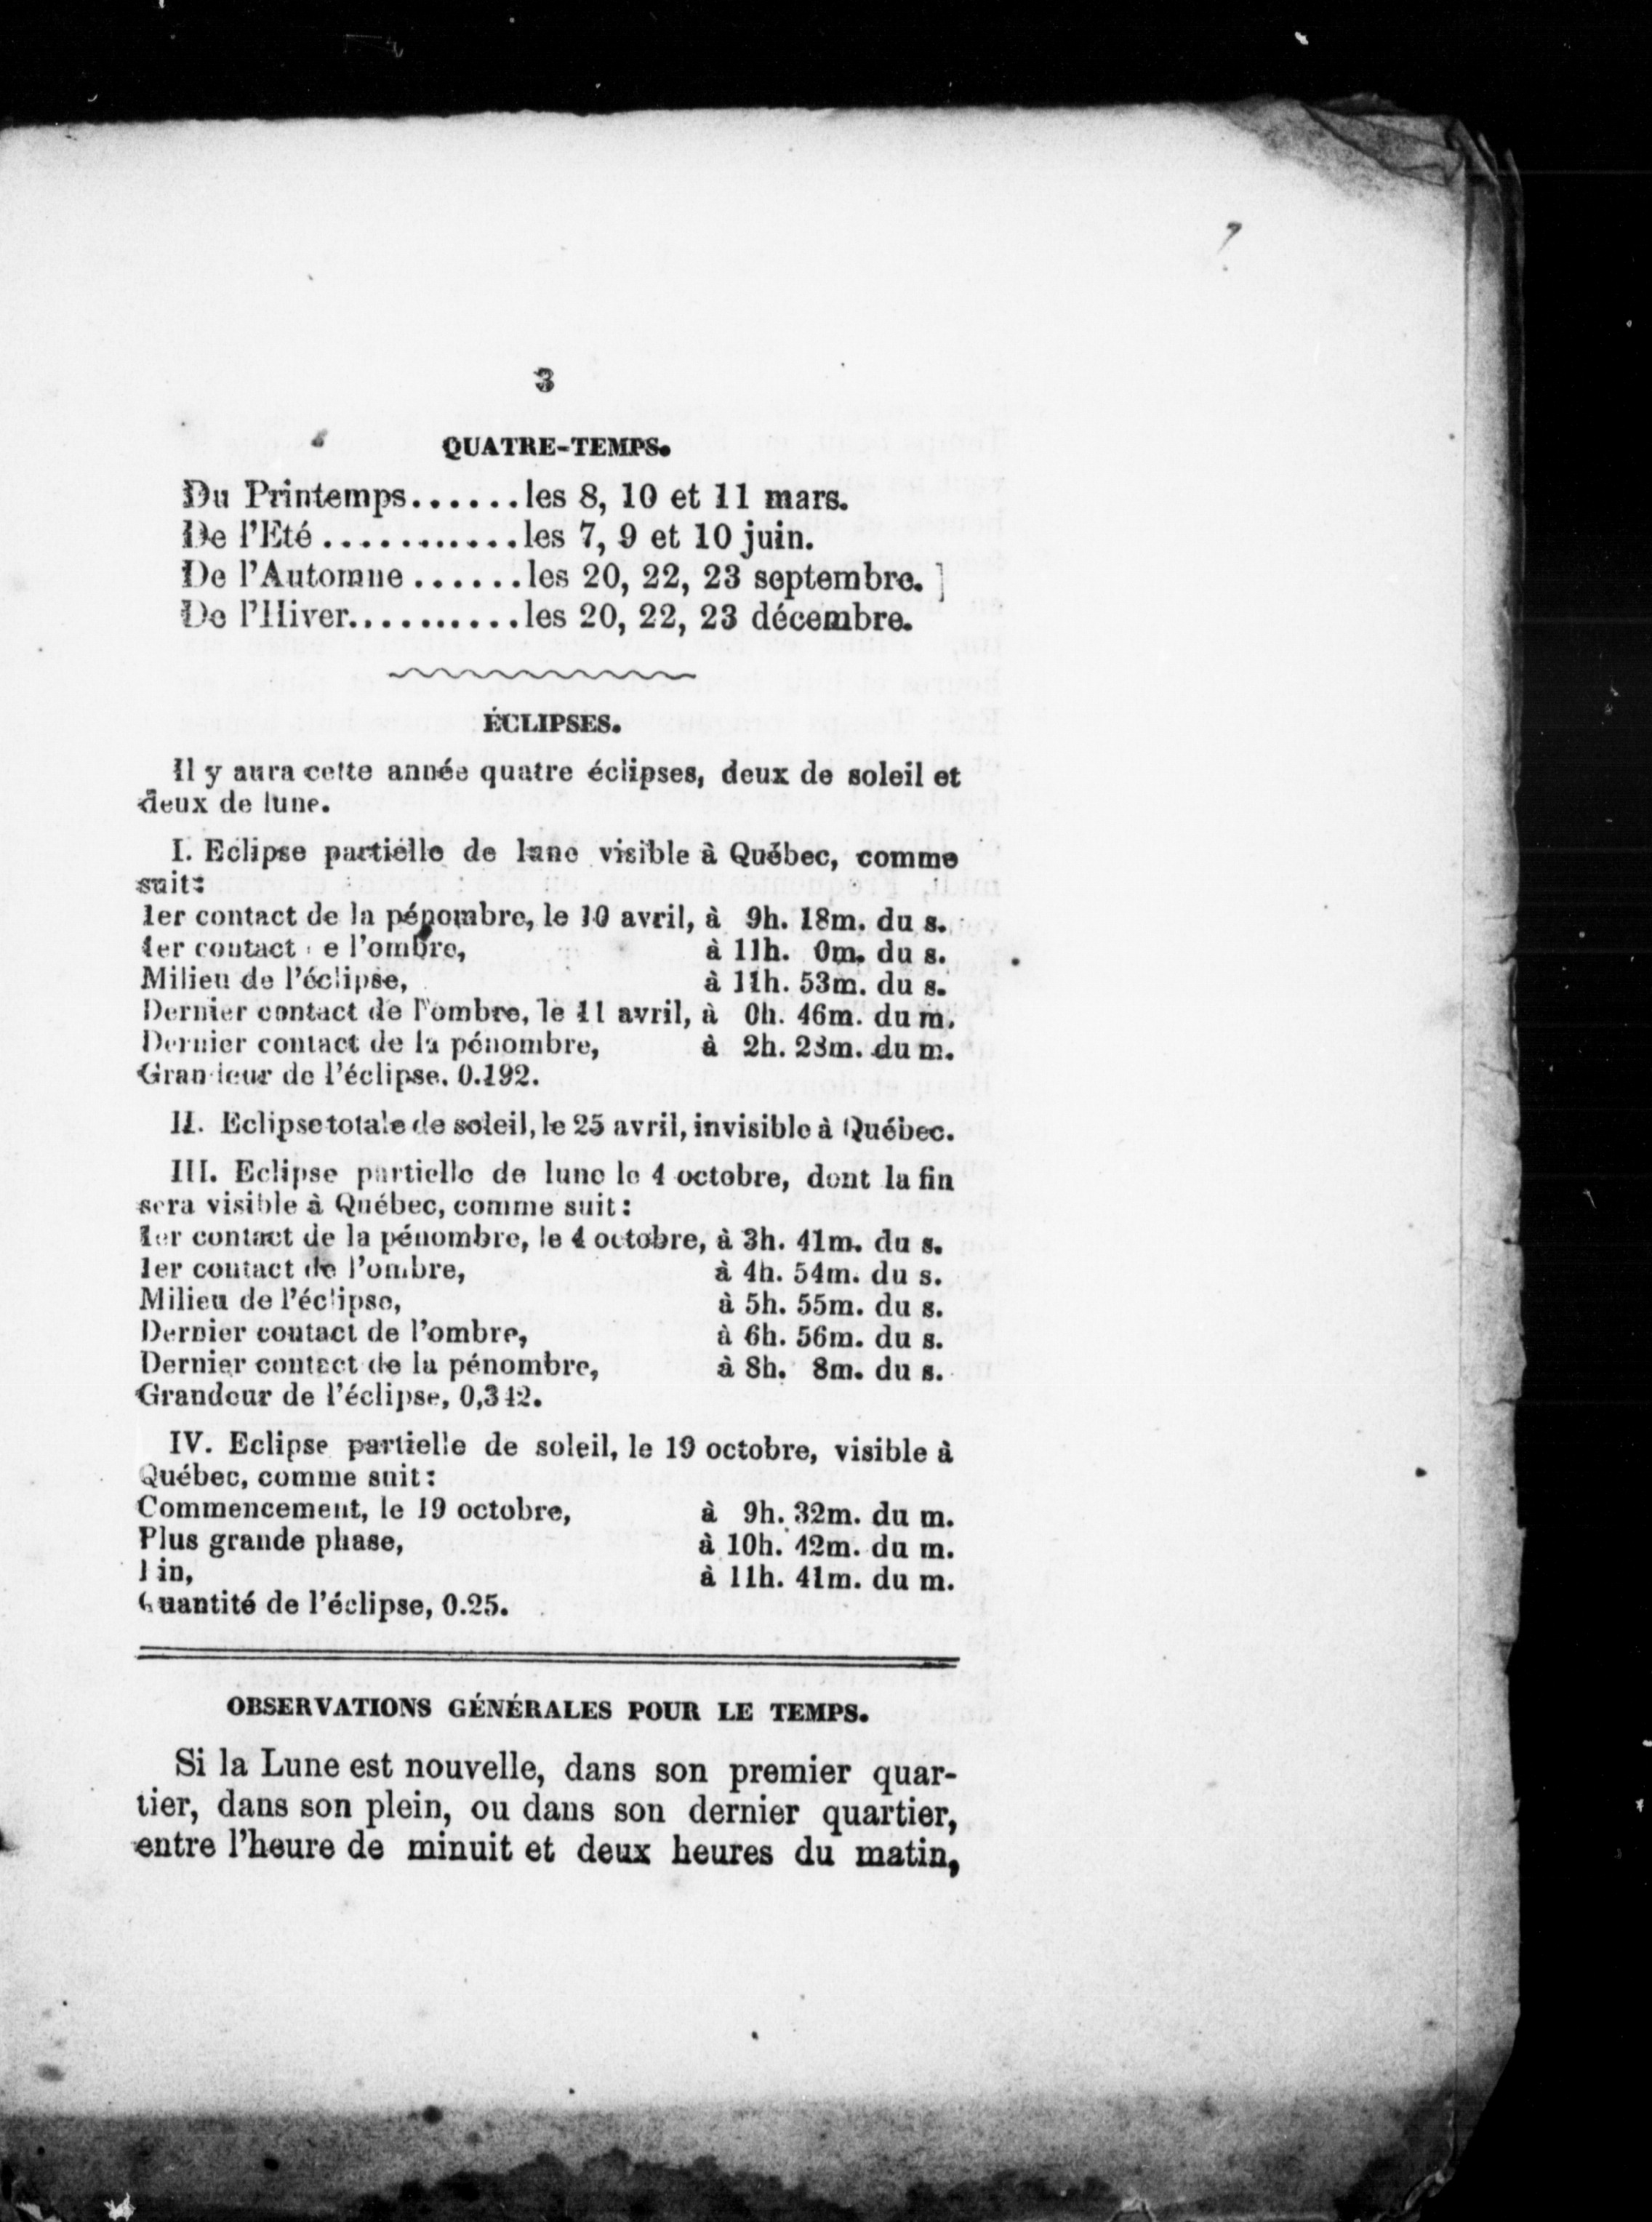 7
3
QUATRE-TEMPS.
Du Printemps......les 8, 10 et 11 mars.
De l'Eté ...........les 7, 9 et 10 juin.
De l'Automne ......les 20, 22, 23 septembre. ]
De l'Hiver..........les 20, 22, 23 décembre.
ÉCLIPSES.
Il y aura cette année quatre éclipses, deux de soleil et
deux de lune.
I. Eclipse partielle de lune visible à Québec, comme
suit:
1er contact de la pénombre, le 10 avril, à 9h. 18m. du s.
1er contact e l'ombre, à 11h. 0m. du s.
Milieu de l'éclipse, à 11h. 53m. du s.
Dernier contact de l'ombre, le 11 avril, à 0h. 46m. du m.
Dernier contact de la pénombre, à 2h. 28m. du m.
Grandeur de l'éclipse. 0.192.
II. Eclipse totale de soleil, le 25 avril, invisible à Québec.
III. Eclipse partielle de lune le 4 octobre, dont la fin
sera visible à Québec, comme suit:
1er contact de la pénombre, le 4 octobre, à 3h. 41m. du s.
1er contact de l'ombre, à 4h. 54m. du s.
Milieu de l'éclipse, à 5h. 55m. du s.
Dernier contact de l'ombre, à 6h. 56m. du s.
Dernier contact de la pénombre, à 8h. 8m. du s.
Grandeur de l'éclipse, 0,342.
IV. Eclipse partielle de soleil, le 19 octobre, visible à
Québec, comme suit:
Commencement, le 19 octobre, à 9h. 32m. du m.
Plus grande phase, à 10h. 42m. du m.
Fin, à 11h. 41m. du m.
Quantité de l'éclipse, 0.25.
OBSERVATIONS GÉNÉRALES POUR LE TEMPS.
Si la Lune est nouvelle, dans son premier quar-
tier, dans son plein, ou dans son dernier quartier,
entre l'heure de minuit et deux heures du matin,